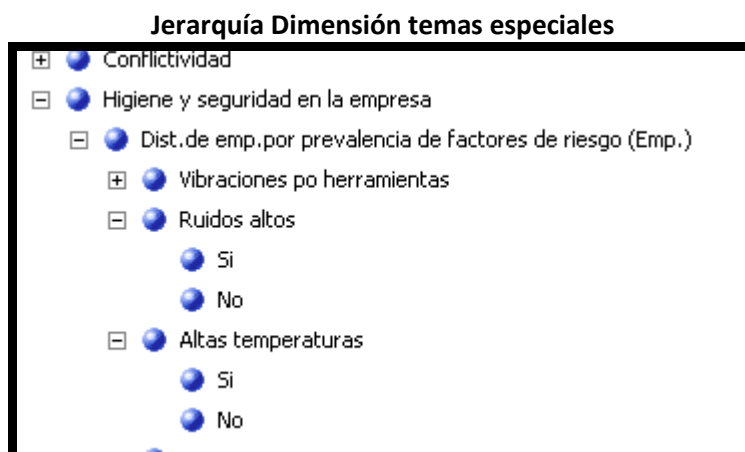 Jerarquía Dimensión temas especiales
Conflictividad
Higiene y seguridad en la empresa
Dist.de emp.por prevalencia de factores de riesgo (Emp.)
Vibraciones po herramientas
Ruidos altos
Si
No
Altas temperaturas
Si
No